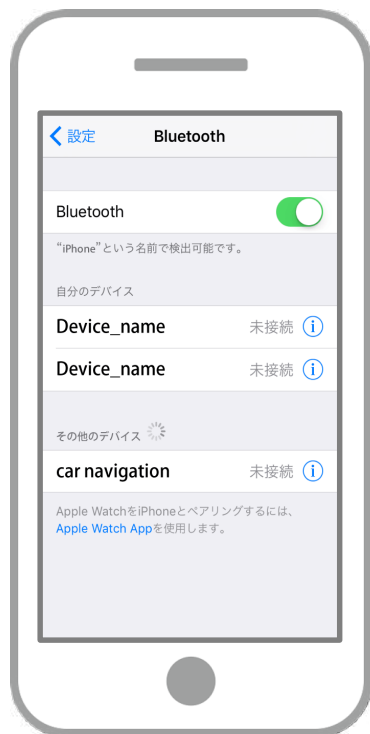 設定 Bluetooth
Bluetooth
“iPhone”という名前で検出可能です。
自分のデバイス
Device_name 未接続
Device_name 未接続
その他のデバイス
car navigation 未接続
Apple WatchをiPhoneとペアリングするには、
Apple Watch Appを使用します。